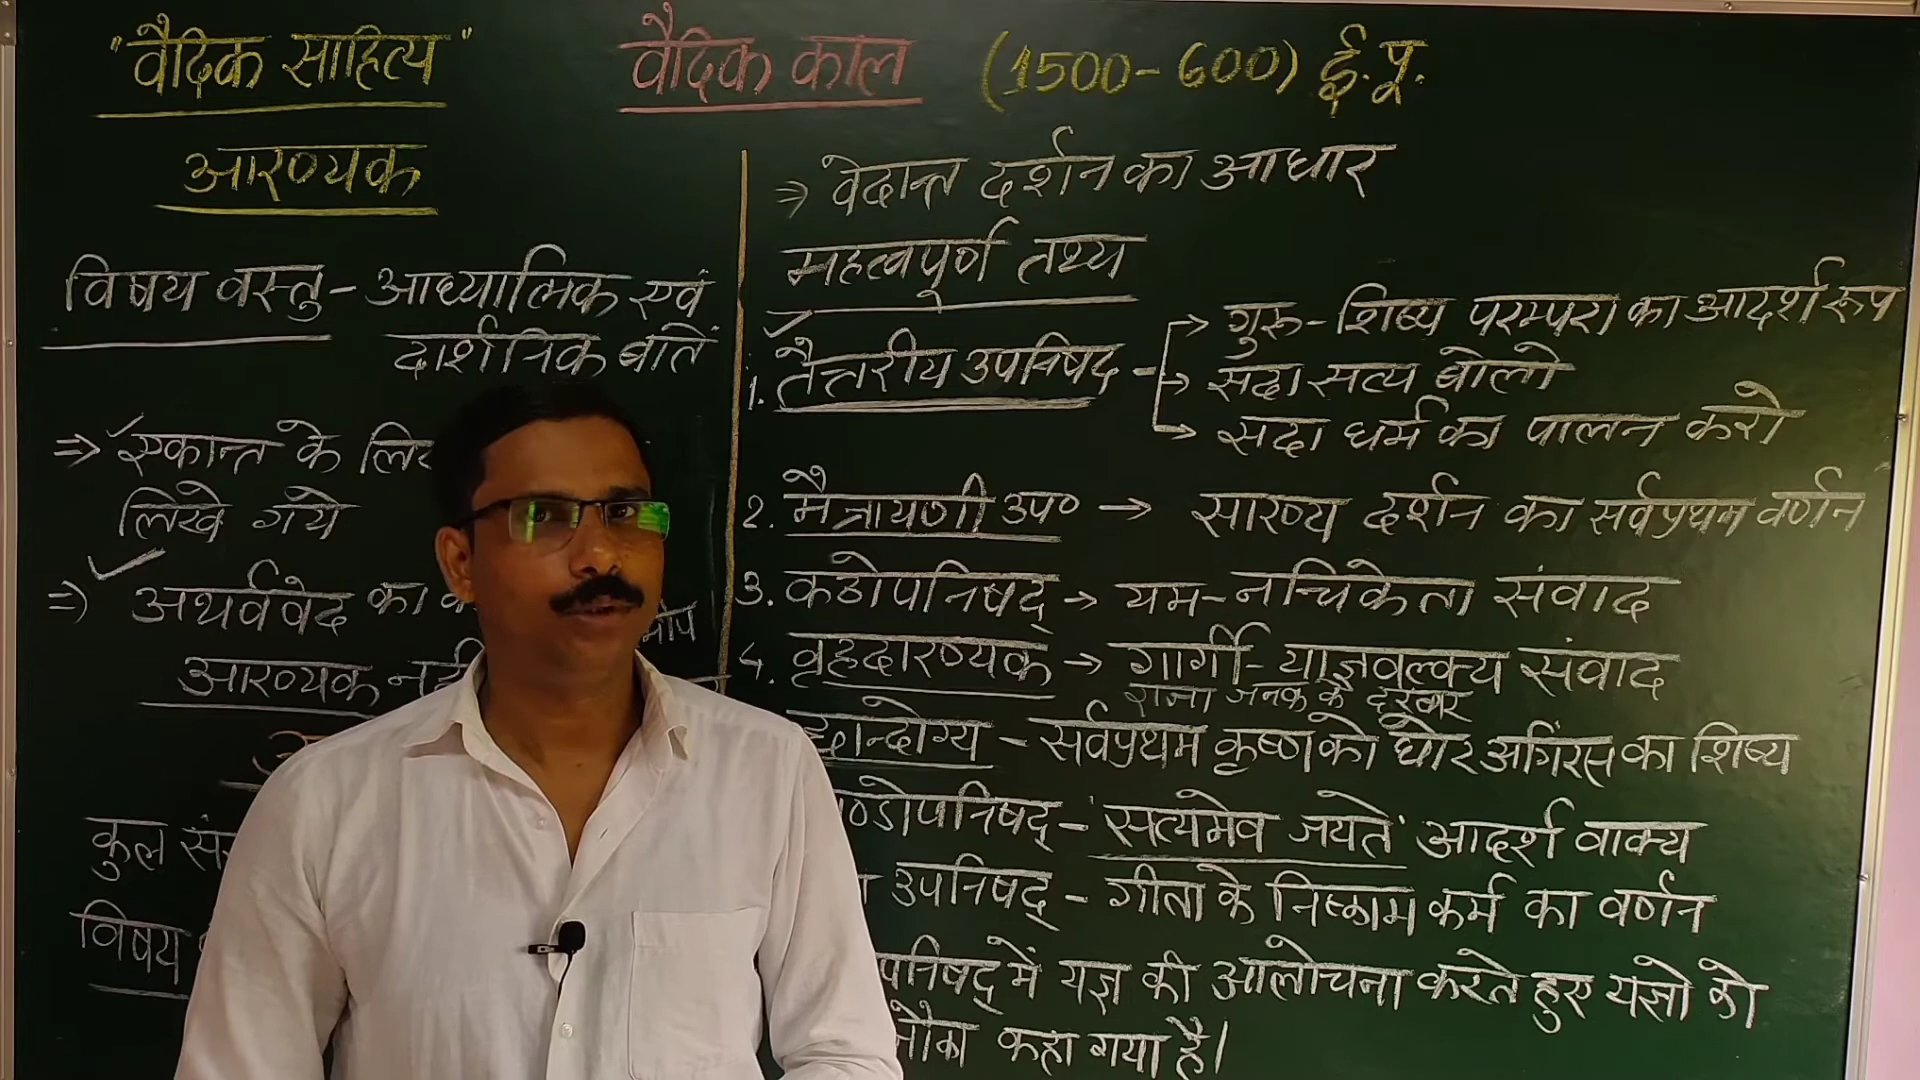 "वैदिक साहित्य"
वैदिक काल (1500-600) ई.पू.
आरण्यक
विषय वस्तु - आध्यात्मिक एवं
दार्शनिक बातें
⇒ एकान्त के
लिखे गये
⇒ अथर्ववेद का
आरण्यक
कुल
विषय
⇒ वेदान्त दर्शन का आधार
महत्वपूर्ण तथ्य
1. तैत्तरीय उपनिषद -
→ गुरू-शिष्य परम्परा का आदर्श रूप
→ सदा सत्य बोलो
→ सदा धर्म का पालन करो
2. मैत्रायणी उप० → सांख्य दर्शन का सर्वप्रथम वर्णन
3. कठोपनिषद् → यम-नचिकेता संवाद
4. वृहदारण्यक → गार्गी-याज्ञवल्क्य संवाद
राजा जनक के दरबार
छान्दोग्य - सर्वप्रथम कृष्ण को घोर अंगिरस का शिष्य
ण्डोपनिषद् - 'सत्यमेव जयते' आदर्श वाक्य
उपनिषद् - गीता के निष्काम कर्म का वर्णन
पनिषद् में यज्ञ की आलोचना करते हुए यज्ञो को
नौका कहा गया है।